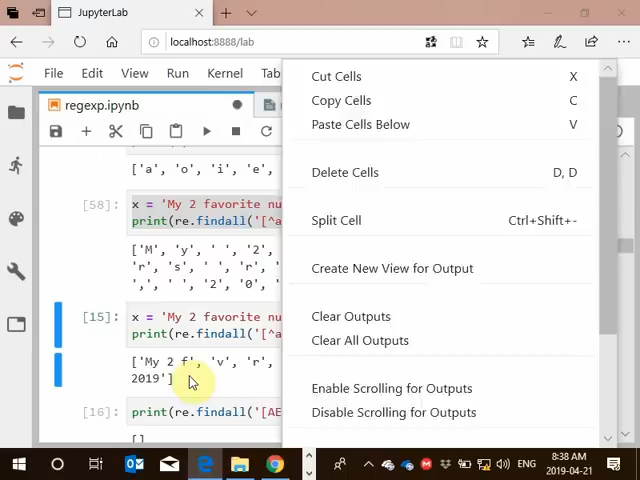 JupyterLab
localhost:8888/lab
File Edit View Run Kernel Tab
regexp.ipynb
['a', 'o', 'i', 'e',
[58]: x = 'My 2 favorite nu
print(re.findall('[^a
['M', 'y', ' ', '2',
'r', 's', ' ', 'r',
',', ' ', '2', '0',
[15]: x = 'My 2 favorite nu
print(re.findall('[^a
['My 2 f', 'v', 'r',
2019']
[16]: print(re.findall('[AE
[]
Cut Cells X
Copy Cells C
Paste Cells Below V
Delete Cells D, D
Split Cell Ctrl+Shift+-
Create New View for Output
Clear Outputs
Clear All Outputs
Enable Scrolling for Outputs
Disable Scrolling for Outputs
ENG
8:38 AM
2019-04-21